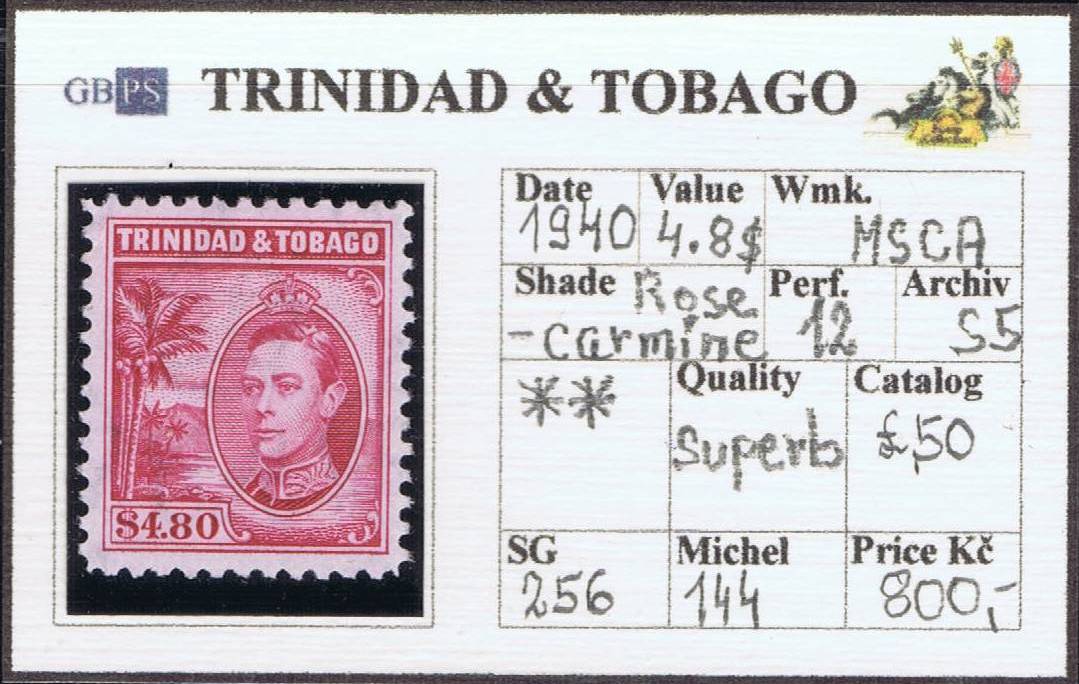 GBPS TRINIDAD & TOBAGO
TRINIDAD & TOBAGO
$4.80
Date Value Wmk.
1940 4.8$ MSCA
Shade Rose Perf. Archiv
-carmine 12 S5
** Quality Catalog
Superb £50
SG Michel Price Kč
256 144 800,-